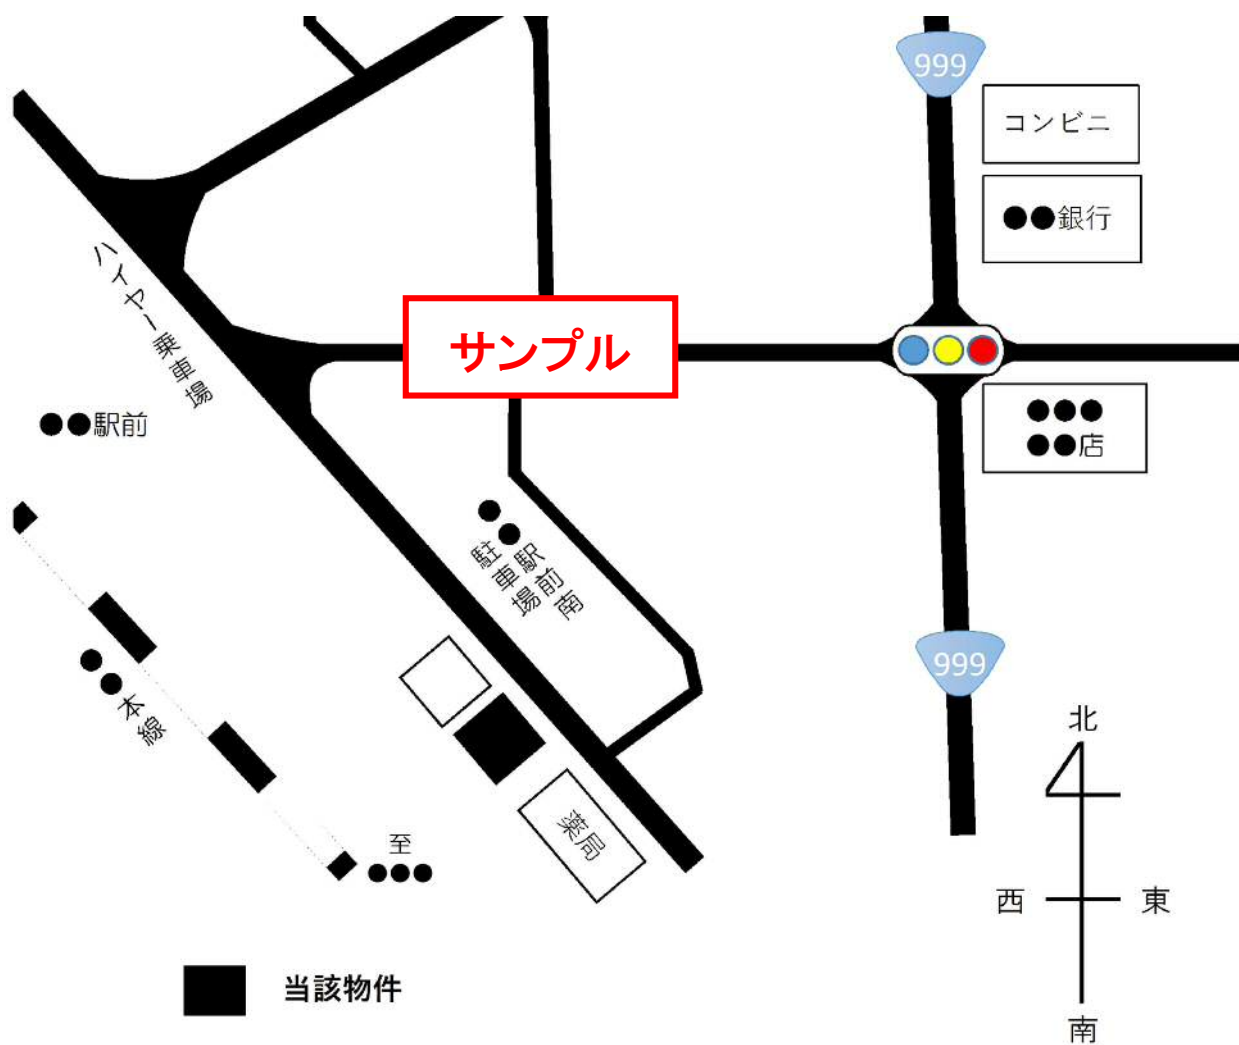 999
コンビニ
●●銀行
ハイヤー乗車場
サンプル
●●●
●●店
●●駅前
●●駅前南
駐車場
999
●●本線
北
薬局
至
●●●
西
東
当該物件
南